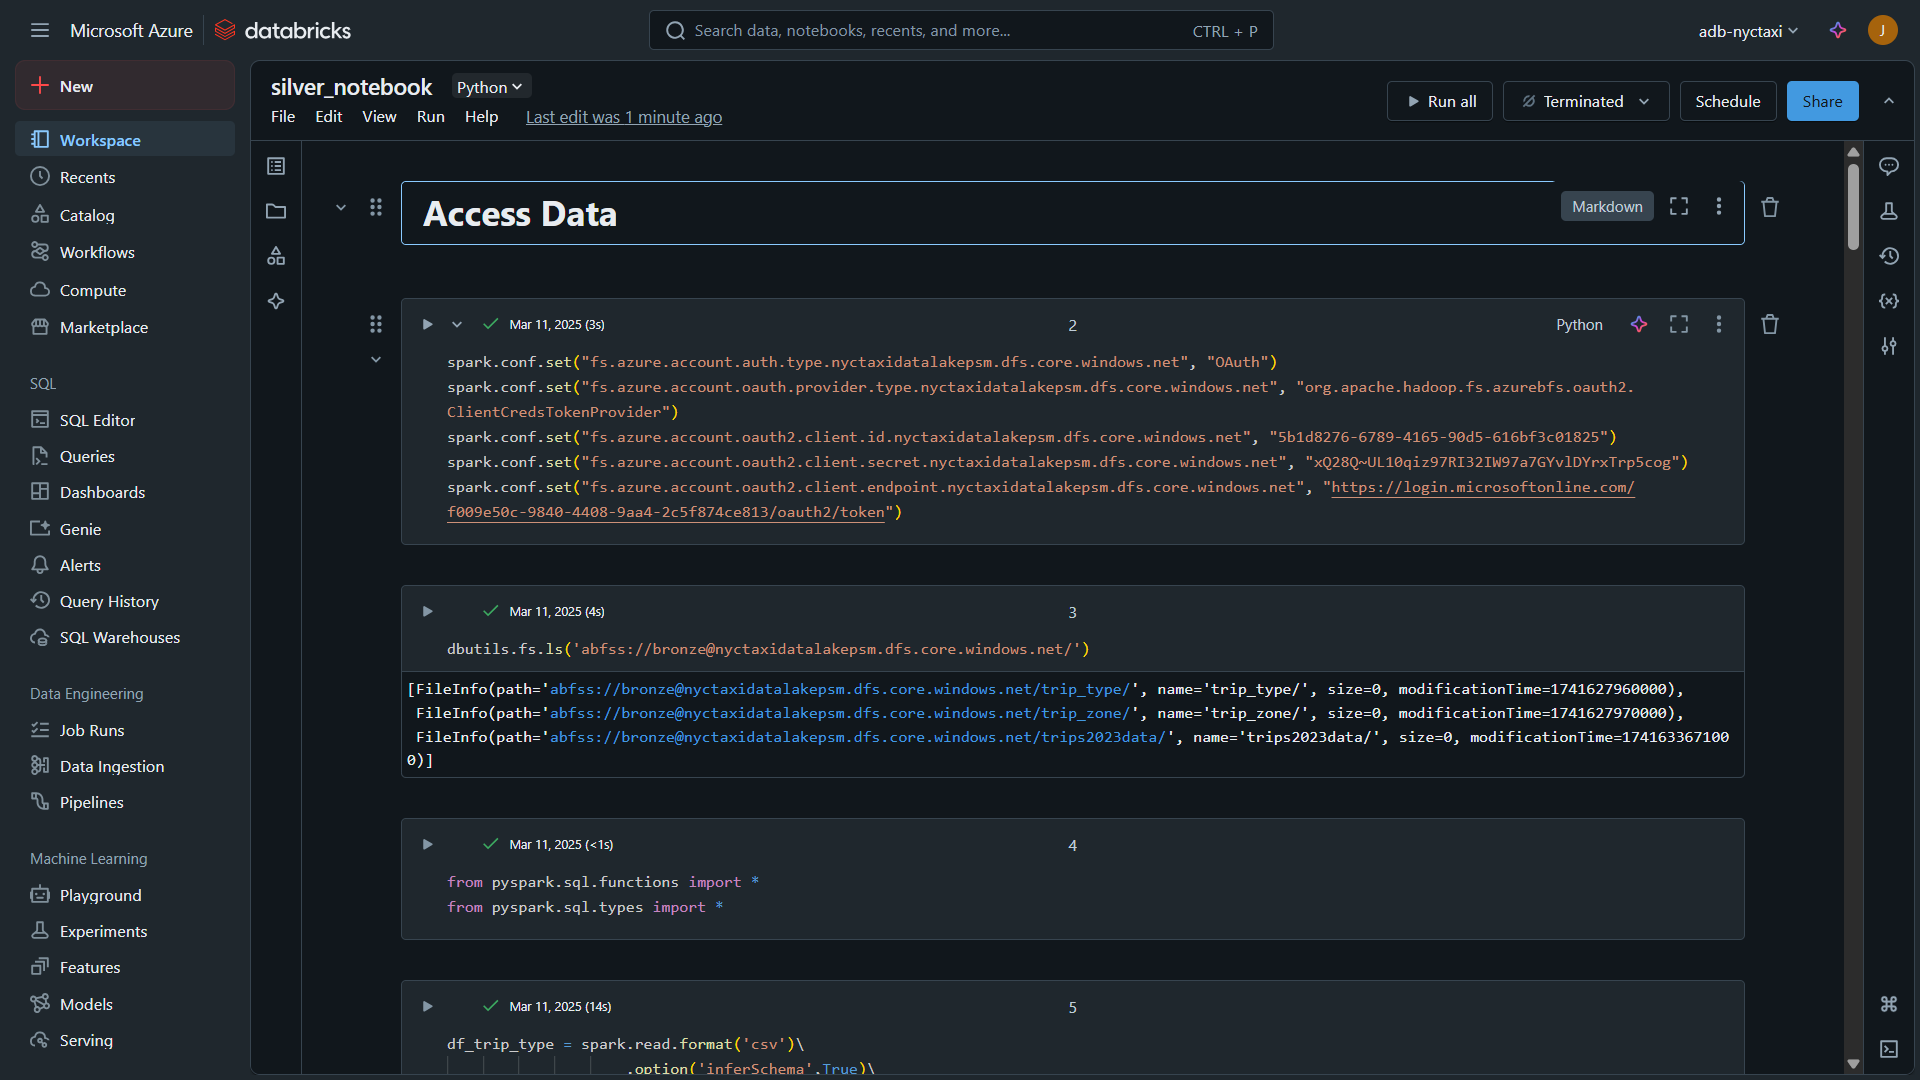 Microsoft Azure
databricks
Search data, notebooks, recents, and more...
CTRL + P
adb-nyctaxi
J
New
Workspace
Recents
Catalog
Workflows
Compute
Marketplace
SQL
SQL Editor
Queries
Dashboards
Genie
Alerts
Query History
SQL Warehouses
Data Engineering
Job Runs
Data Ingestion
Pipelines
Machine Learning
Playground
Experiments
Features
Models
Serving
silver_notebook
Python
File Edit View Run Help Last edit was 1 minute ago
Run all
Terminated
Schedule
Share
Access Data
Markdown
Mar 11, 2025 (3s)
2
Python
spark.conf.set("fs.azure.account.auth.type.nyctaxidatalakepsm.dfs.core.windows.net", "OAuth")
spark.conf.set("fs.azure.account.oauth.provider.type.nyctaxidatalakepsm.dfs.core.windows.net", "org.apache.hadoop.fs.azurebfs.oauth2.
ClientCredsTokenProvider")
spark.conf.set("fs.azure.account.oauth2.client.id.nyctaxidatalakepsm.dfs.core.windows.net", "5b1d8276-6789-4165-90d5-616bf3c01825")
spark.conf.set("fs.azure.account.oauth2.client.secret.nyctaxidatalakepsm.dfs.core.windows.net", "xQ28Q~UL10qiz97RI32IW97a7GYvlDYrxTrp5cog")
spark.conf.set("fs.azure.account.oauth2.client.endpoint.nyctaxidatalakepsm.dfs.core.windows.net", "https://login.microsoftonline.com/
f009e50c-9840-4408-9aa4-2c5f874ce813/oauth2/token")
Mar 11, 2025 (4s)
3
dbutils.fs.ls('abfss://bronze@nyctaxidatalakepsm.dfs.core.windows.net/')
[FileInfo(path='abfss://bronze@nyctaxidatalakepsm.dfs.core.windows.net/trip_type/', name='trip_type/', size=0, modificationTime=1741627960000),
FileInfo(path='abfss://bronze@nyctaxidatalakepsm.dfs.core.windows.net/trip_zone/', name='trip_zone/', size=0, modificationTime=1741627970000),
FileInfo(path='abfss://bronze@nyctaxidatalakepsm.dfs.core.windows.net/trips2023data/', name='trips2023data/', size=0, modificationTime=174163367100
0)]
Mar 11, 2025 (<1s)
4
from pyspark.sql.functions import *
from pyspark.sql.types import *
Mar 11, 2025 (14s)
5
df_trip_type = spark.read.format('csv')\
.option('inferSchema',True)\